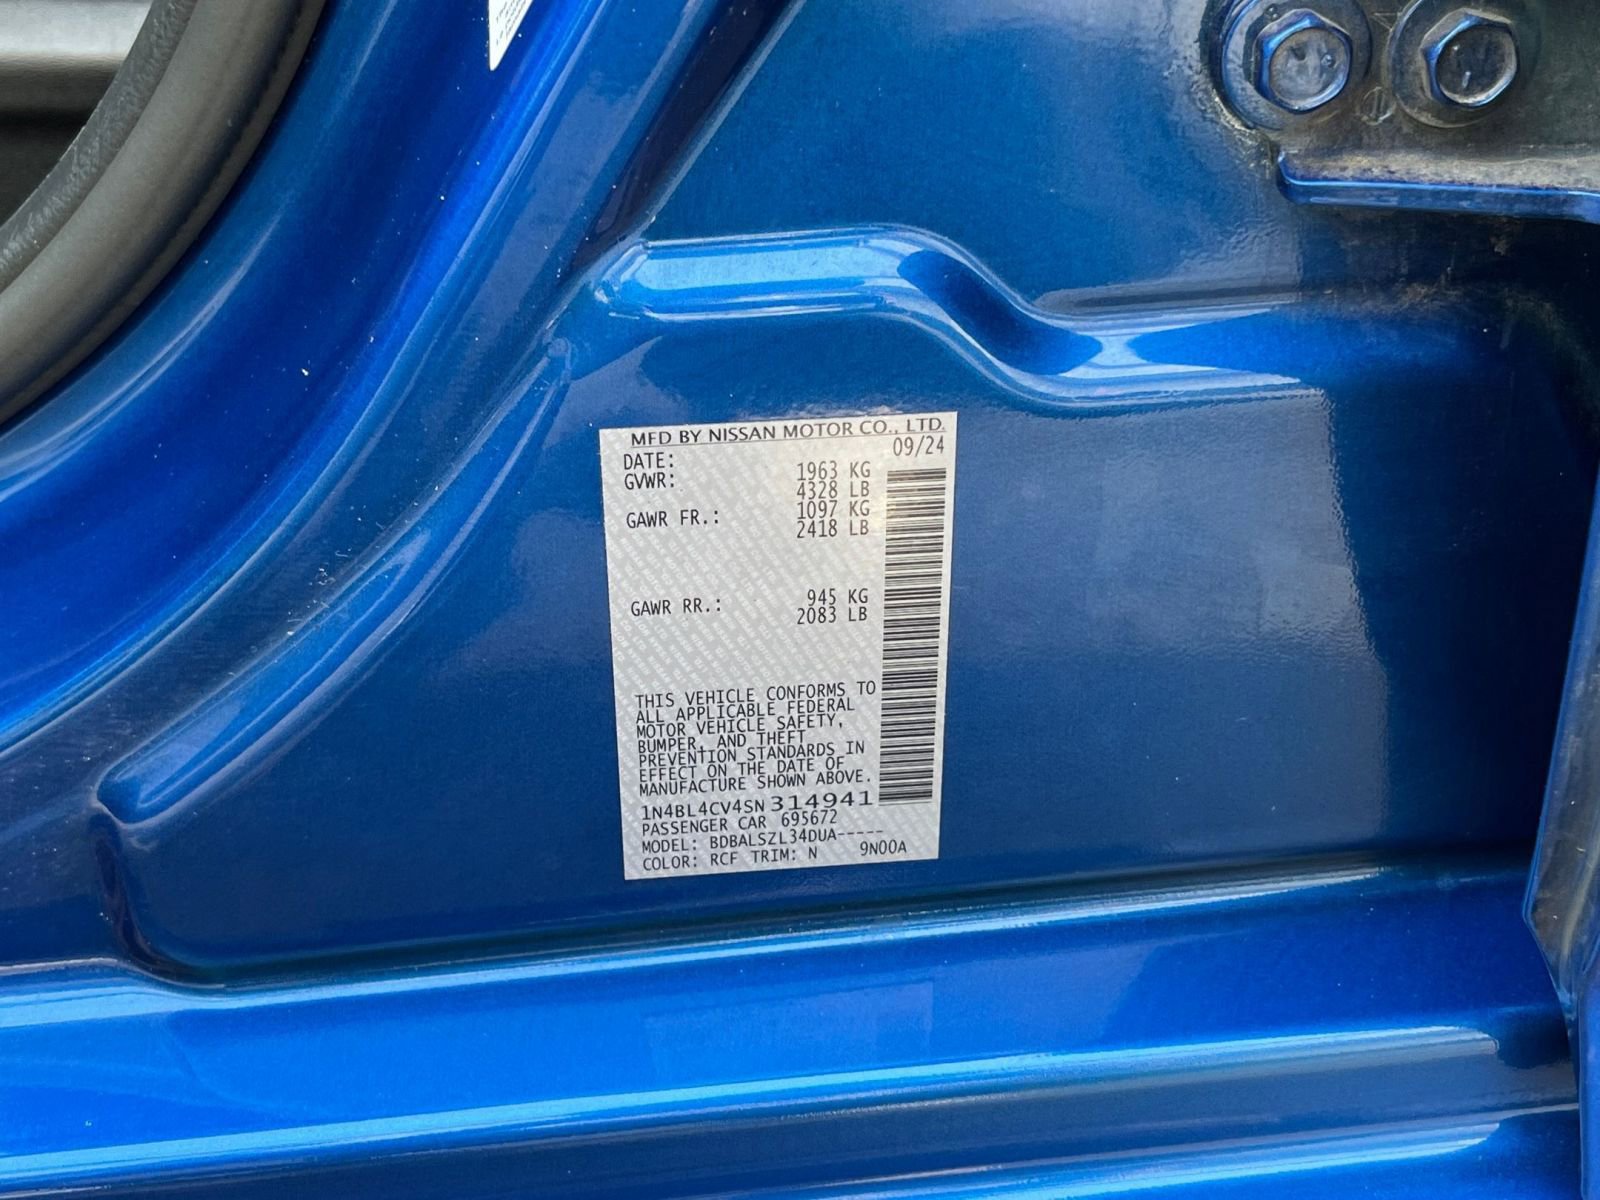 MFD BY NISSAN MOTOR CO., LTD.
DATE: 09/24
GVWR: 1963 KG
4328 LB
GAWR FR.: 1097 KG
2418 LB
GAWR RR.: 945 KG
2083 LB
THIS VEHICLE CONFORMS TO
ALL APPLICABLE FEDERAL
MOTOR VEHICLE SAFETY,
BUMPER, AND THEFT
PREVENTION STANDARDS IN
EFFECT ON THE DATE OF
MANUFACTURE SHOWN ABOVE.
1N4BL4CV4SN314941
PASSENGER CAR 695672
MODEL: BDBALSZL34DUA-----
COLOR: RCF TRIM: N 9N00A